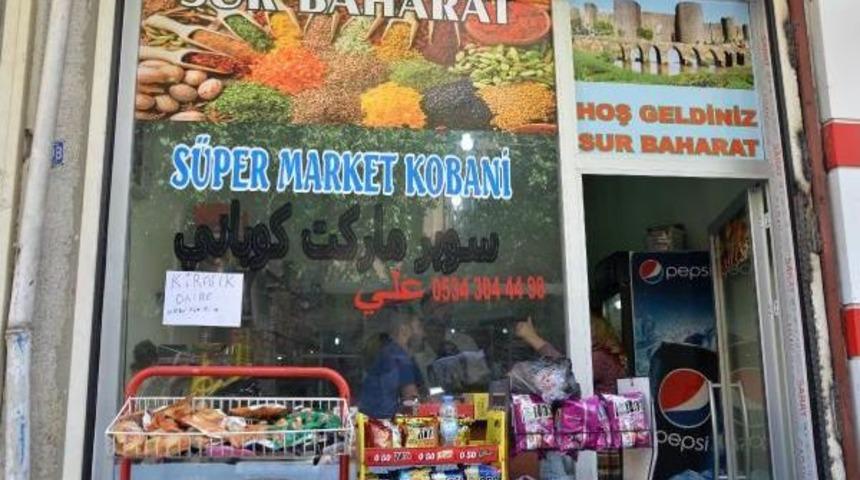 SUR BAHARAT
HOŞ GELDİNİZ
SUR BAHARAT
SÜPER MARKET KOBANİ
سوبر ماركت كوباني
علي 0534 384 44 98
KİRALIK
DAİRE
pepsi
pepsi